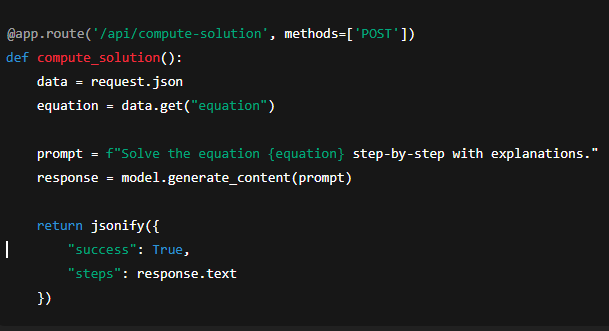 @app.route('/api/compute-solution', methods=['POST'])
def compute_solution():
    data = request.json
    equation = data.get("equation")

    prompt = f"Solve the equation {equation} step-by-step with explanations."
    response = model.generate_content(prompt)

    return jsonify({
        "success": True,
        "steps": response.text
    })